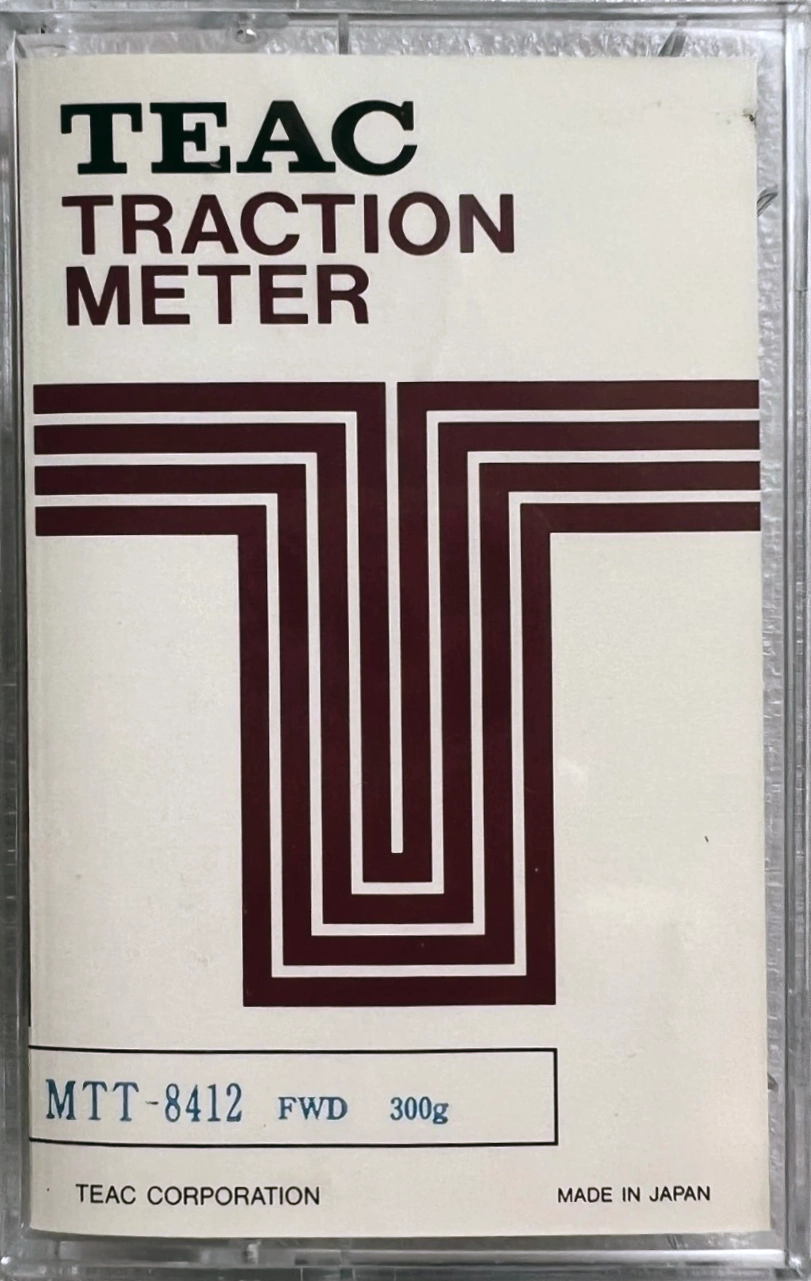 TEAC
TRACTION
METER
MTT-8412 FWD 300g
TEAC CORPORATION MADE IN JAPAN